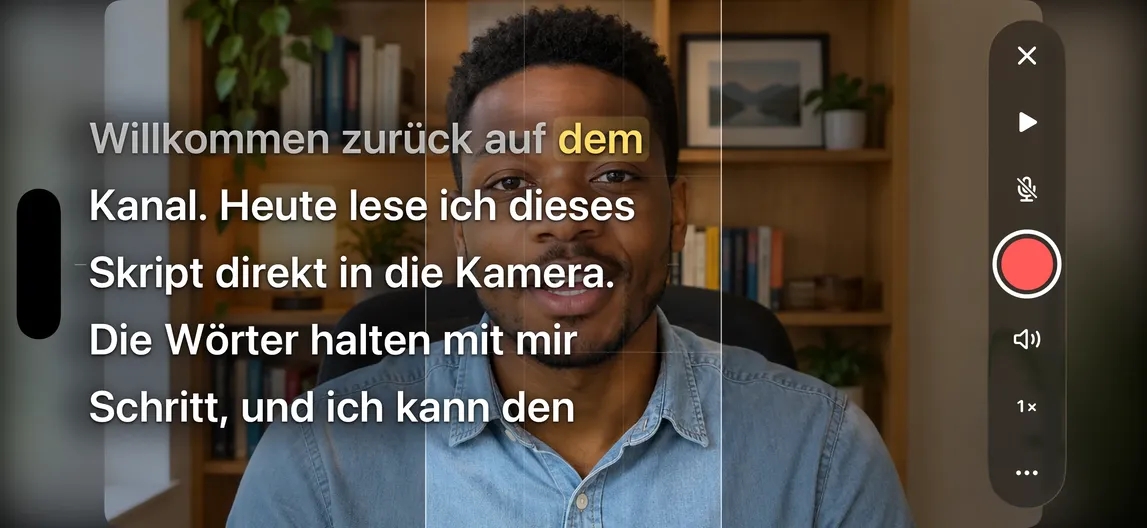 Willkommen zurück auf dem
Kanal. Heute lese ich dieses
Skript direkt in die Kamera.
Die Wörter halten mit mir
Schritt, und ich kann den
1×